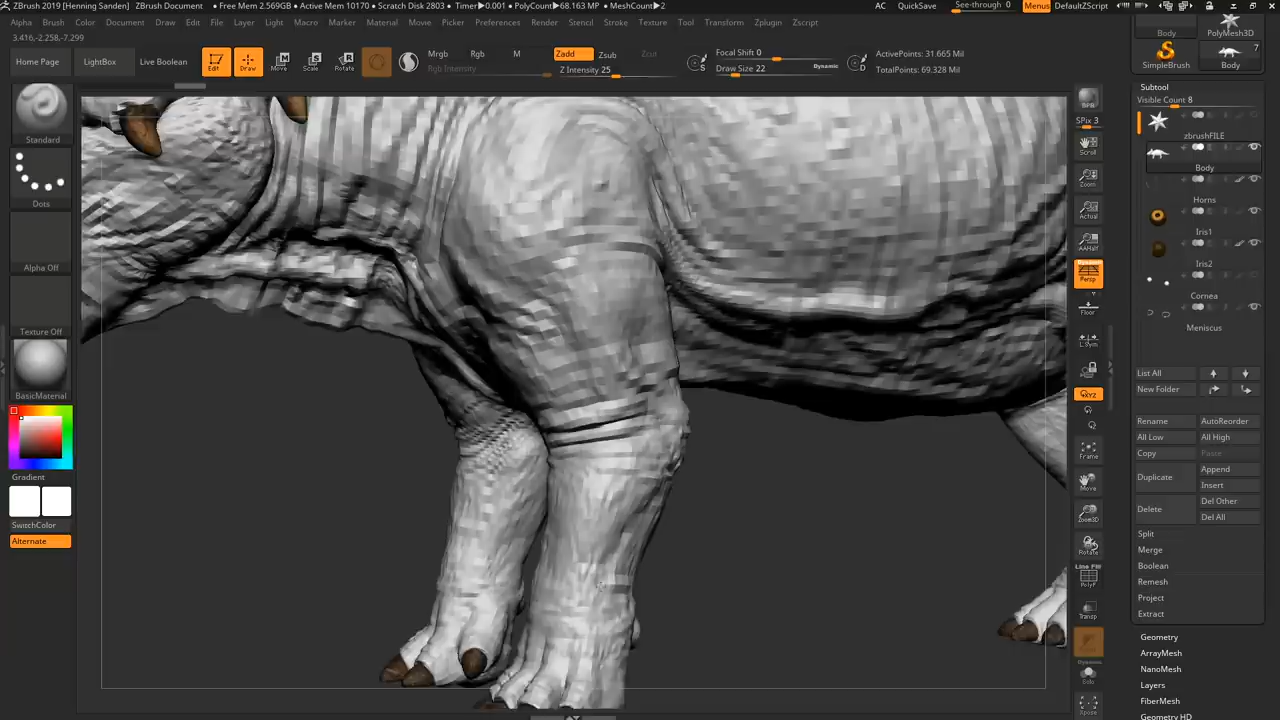 ZBrush 2019 [Henning Sanden] ZBrush Document • Free Mem 2.569GB • Active Mem 10170 • Scratch Disk 2803 • Timer▶0.001 • PolyCount▶68.163 MP • MeshCount▶2
AC QuickSave See-through 0 Menus DefaultZScript
Alpha Brush Color Document Draw Edit File Layer Light Macro Marker Material Movie Picker Preferences Render Stencil Stroke Texture Tool Transform Zplugin Zscript
3.416,-2.258,-7.299
Home Page LightBox Live Boolean
Edit Draw Move Scale Rotate
Mrgb Rgb M
Rgb Intensity
Zadd Zsub Zcut
Z Intensity 25
Focal Shift 0
Draw Size 22 Dynamic
ActivePoints: 31.665 Mil
TotalPoints: 69.328 Mil
Standard
Dots
Alpha Off
Texture Off
BasicMaterial
Gradient
SwitchColor
Alternate
BPR
SPix 3
Scroll
Zoom
Actual
AAHalf
Dynamic
Persp
Floor
L.Sym
XYZ
Frame
Move
Zoom3D
Rotate
Line Fill
PolyF
Transp
Dynamic
Solo
Xpose
Body PolyMesh3D
7
SimpleBrush Body
Subtool
Visible Count 8
zbrushFILE
Body
Horns
Iris1
Iris2
Cornea
Meniscus
List All
New Folder
Rename AutoReorder
All Low All High
Copy Paste
Duplicate Append
Insert
Delete Del Other
Del All
Split
Merge
Boolean
Remesh
Project
Extract
Geometry
ArrayMesh
NanoMesh
Layers
FiberMesh
Geometry HD